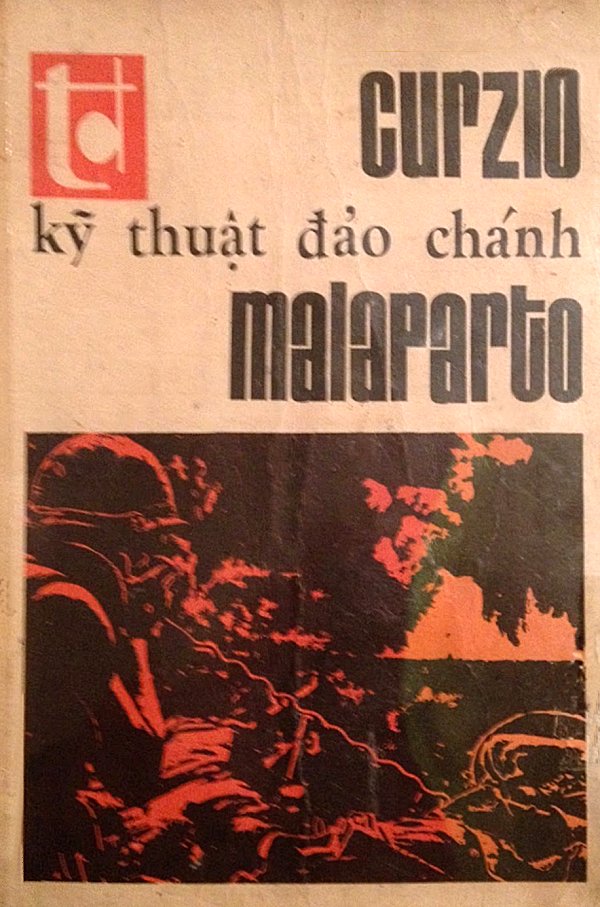 td
curzio
kỹ thuật đảo chánh
malaparto